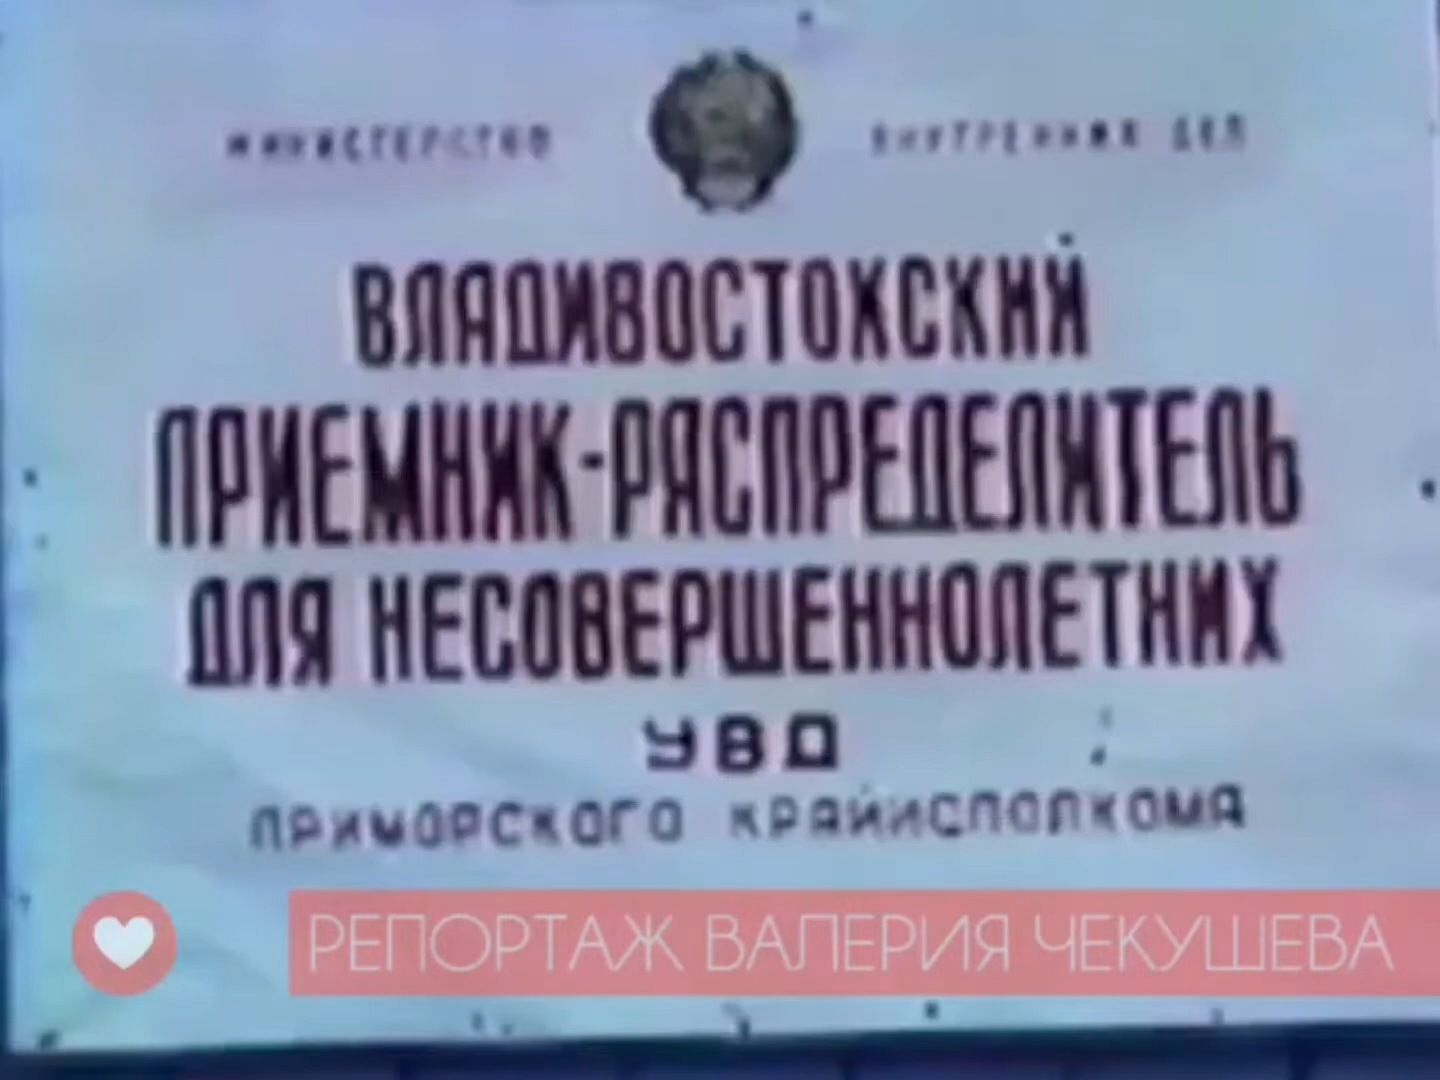 МИНИСТЕРСТВО ВНУТРЕННИХ ДЕЛ
ВЛАДИВОСТОКСКИЙ
ПРИЕМНИК-РАСПРЕДЕЛИТЕЛЬ
ДЛЯ НЕСОВЕРШЕННОЛЕТНИХ
УВД
ПРИМОРСКОГО КРАЙИСПОЛКОМА
РЕПОРТАЖ ВАЛЕРИЯ ЧЕКУШЕВА